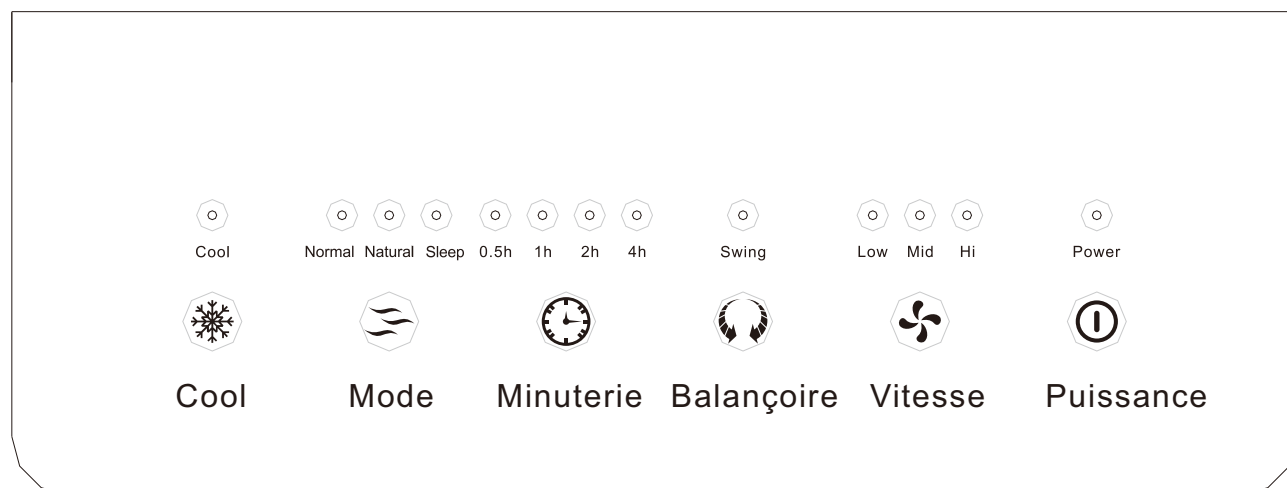 Cool Normal Natural Sleep 0.5h 1h 2h 4h Swing Low Mid Hi Power
Cool Mode Minuterie Balançoire Vitesse Puissance